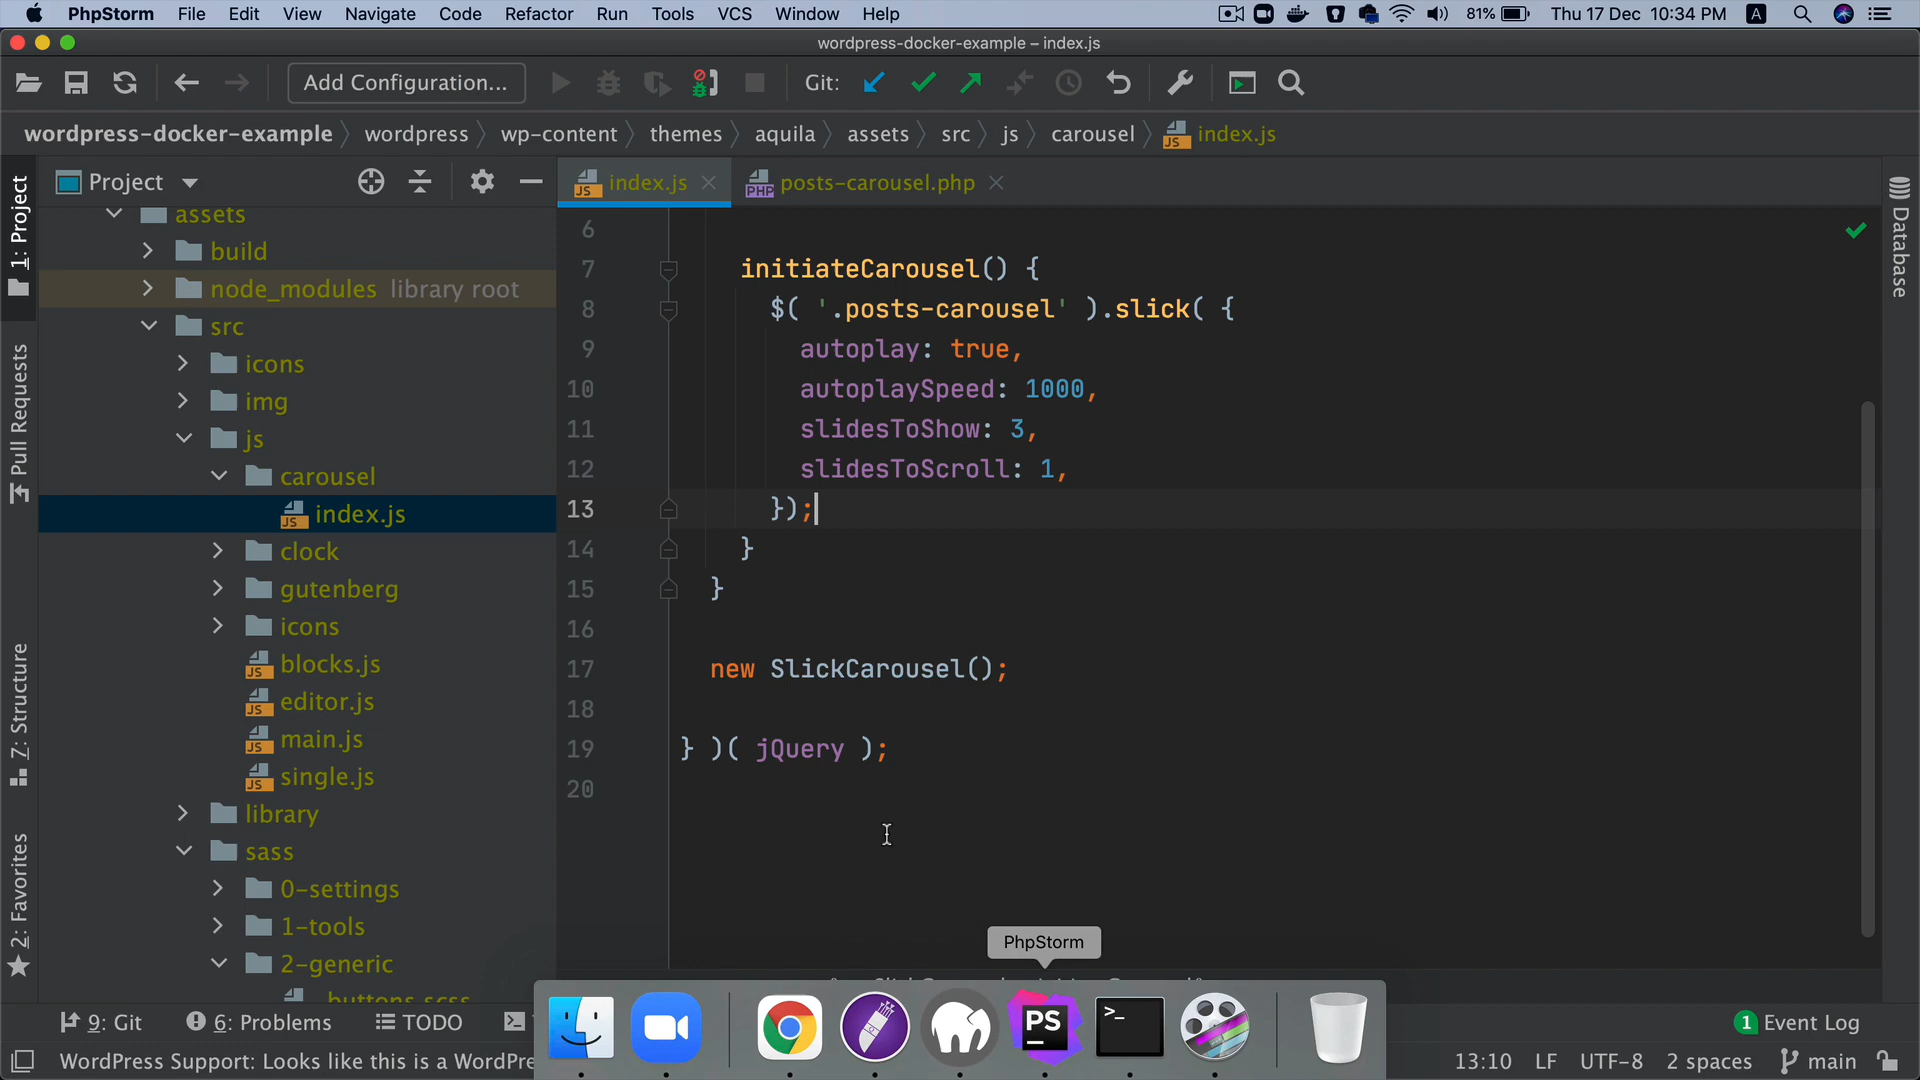 PhpStorm File Edit View Navigate Code Refactor Run Tools VCS Window Help 81% Thu 17 Dec 10:34 PM A
wordpress-docker-example – index.js
Add Configuration... Git:
wordpress-docker-example wordpress wp-content themes aquila assets src js carousel index.js
Project
index.js
posts-carousel.php
1: Project
Pull Requests
Z: Structure
2: Favorites
assets
build
node_modules library root
src
icons
img
js
carousel
index.js
clock
gutenberg
icons
blocks.js
editor.js
main.js
single.js
library
sass
0-settings
1-tools
2-generic
buttons.scss
6
7 initiateCarousel() {
8 $( '.posts-carousel' ).slick( {
9 autoplay: true,
10 autoplaySpeed: 1000,
11 slidesToShow: 3,
12 slidesToScroll: 1,
13 });
14 }
15 }
16
17 new SlickCarousel();
18
19 } )( jQuery );
20
Database
PhpStorm
PS
9: Git 6: Problems TODO
1 Event Log
WordPress Support: Looks like this is a WordPre
13:10 LF UTF-8 2 spaces main